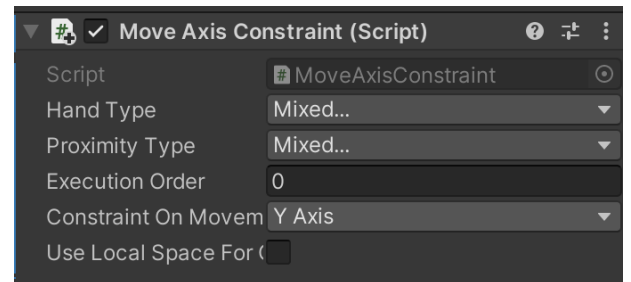 Move Axis Constraint (Script)
Script MoveAxisConstraint
Hand Type Mixed...
Proximity Type Mixed...
Execution Order 0
Constraint On Movem Y Axis
Use Local Space For (